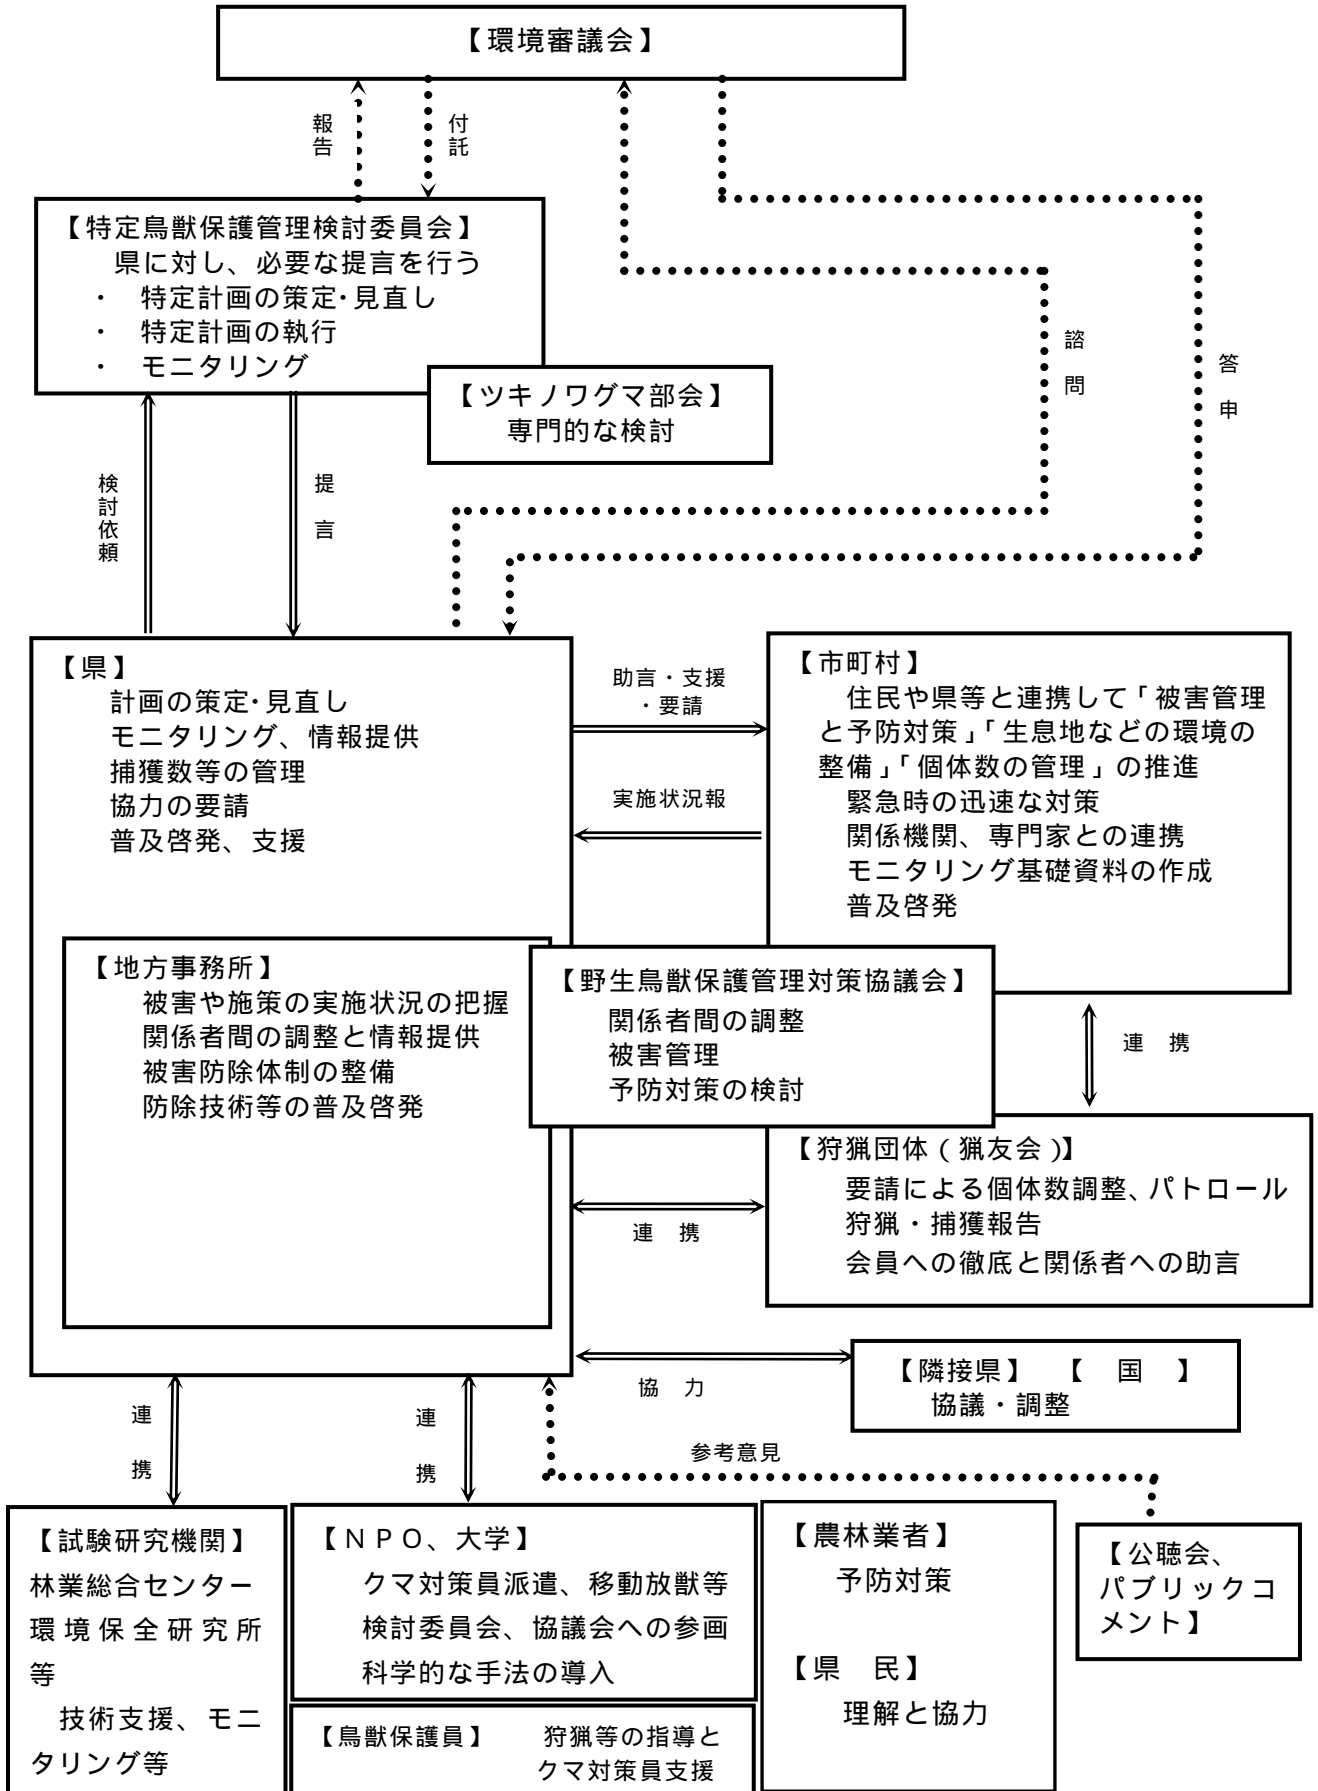 【環境審議会】
報告
付託
【特定鳥獣保護管理検討委員会】
県に対し、必要な提言を行う
・　特定計画の策定・見直し
・　特定計画の執行
・　モニタリング
【ツキノワグマ部会】
専門的な検討
諮問
答申
検討依頼
提言
【県】
計画の策定・見直し
モニタリング、情報提供
捕獲数等の管理
協力の要請
普及啓発、支援
助言・支援
・要請
実施状況報
【市町村】
住民や県等と連携して「被害管理
と予防対策」「生息地などの環境の
整備」「個体数の管理」の推進
緊急時の迅速な対策
関係機関、専門家との連携
モニタリング基礎資料の作成
普及啓発
【地方事務所】
被害や施策の実施状況の把握
関係者間の調整と情報提供
被害防除体制の整備
防除技術等の普及啓発
【野生鳥獣保護管理対策協議会】
関係者間の調整
被害管理
予防対策の検討
連　携
【狩猟団体（猟友会）】
要請による個体数調整、パトロール
狩猟・捕獲報告
会員への徹底と関係者への助言
連　携
【隣接県】　【　国　】
協議・調整
協　力
連携
連携
参考意見
【試験研究機関】
林業総合センター
環境保全研究所
等
技術支援、モニ
タリング等
【ＮＰＯ、大学】
クマ対策員派遣、移動放獣等
検討委員会、協議会への参画
科学的な手法の導入
【鳥獣保護員】　狩猟等の指導と
クマ対策員支援
【農林業者】
予防対策
【県　民】
理解と協力
【公聴会、
パブリックコ
メント】